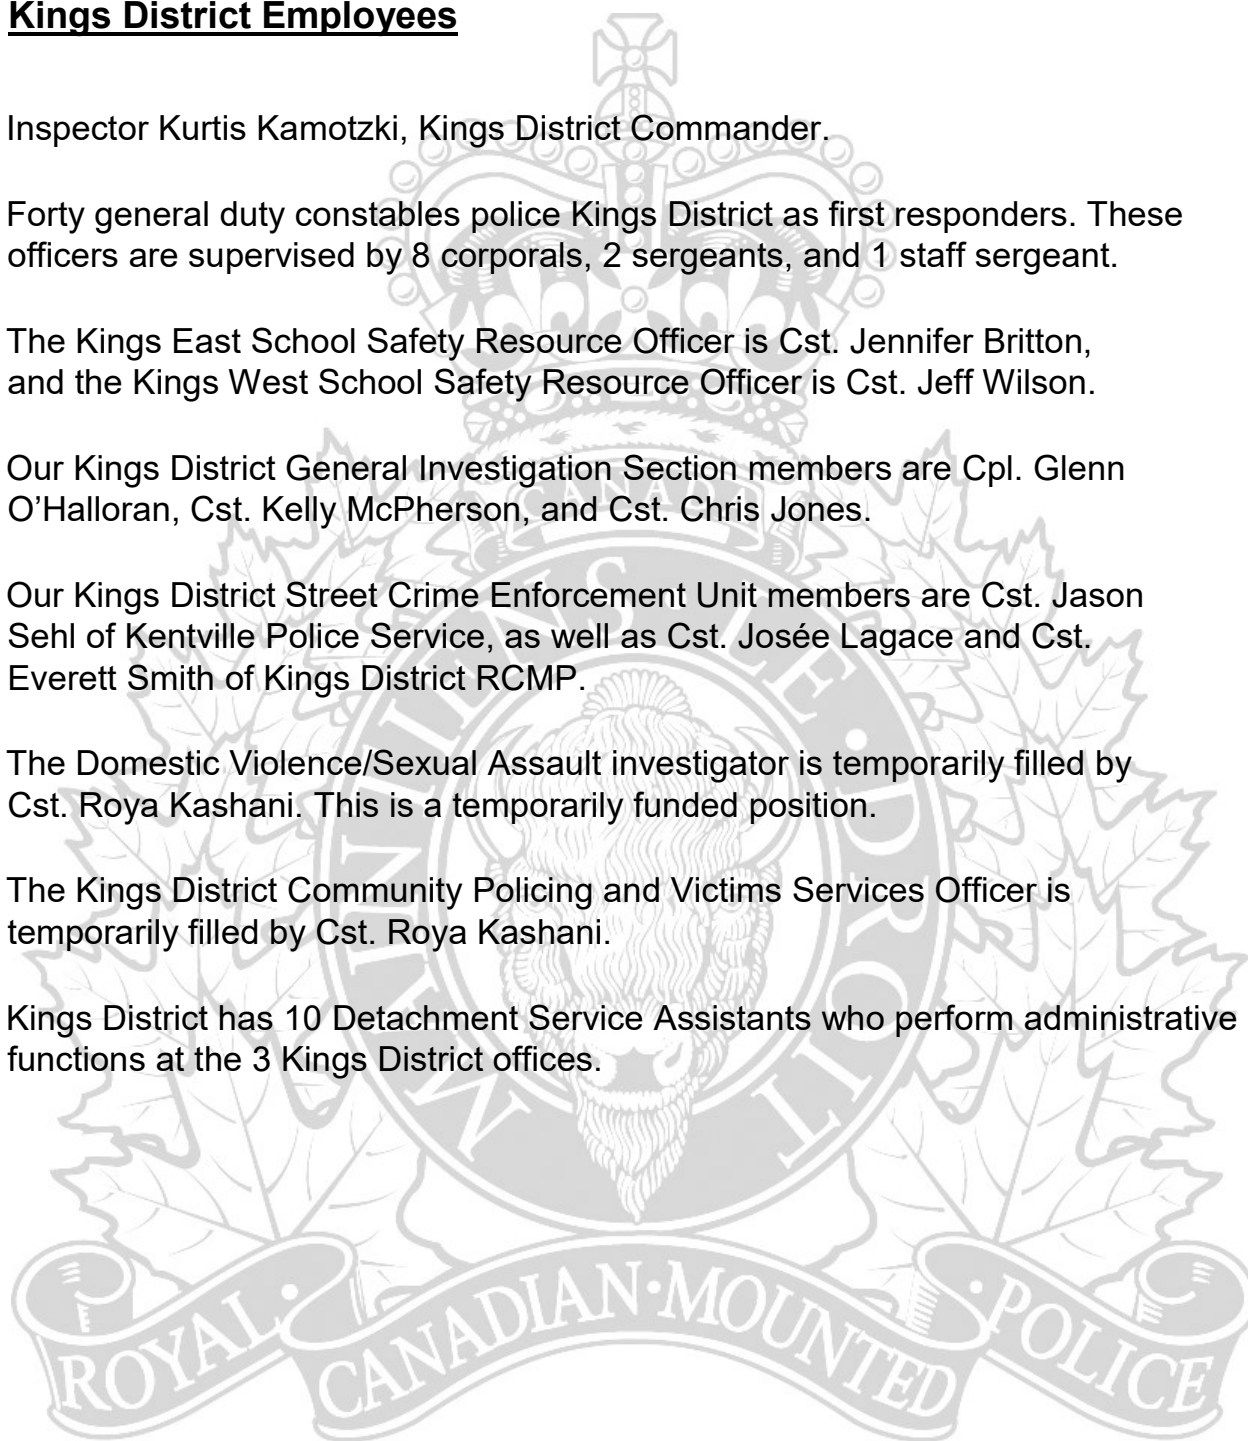 Kings District Employees
Inspector Kurtis Kamotzki, Kings District Commander.
Forty general duty constables police Kings District as first responders. These
officers are supervised by 8 corporals, 2 sergeants, and 1 staff sergeant.
The Kings East School Safety Resource Officer is Cst. Jennifer Britton,
and the Kings West School Safety Resource Officer is Cst. Jeff Wilson.
Our Kings District General Investigation Section members are Cpl. Glenn
O’Halloran, Cst. Kelly McPherson, and Cst. Chris Jones.
Our Kings District Street Crime Enforcement Unit members are Cst. Jason
Sehl of Kentville Police Service, as well as Cst. Josée Lagace and Cst.
Everett Smith of Kings District RCMP.
The Domestic Violence/Sexual Assault investigator is temporarily filled by
Cst. Roya Kashani. This is a temporarily funded position.
The Kings District Community Policing and Victims Services Officer is
temporarily filled by Cst. Roya Kashani.
Kings District has 10 Detachment Service Assistants who perform administrative
functions at the 3 Kings District offices.
CANADA
MAINTIENS LE DROIT
ROYAL·CANADIAN·MOUNTED·POLICE